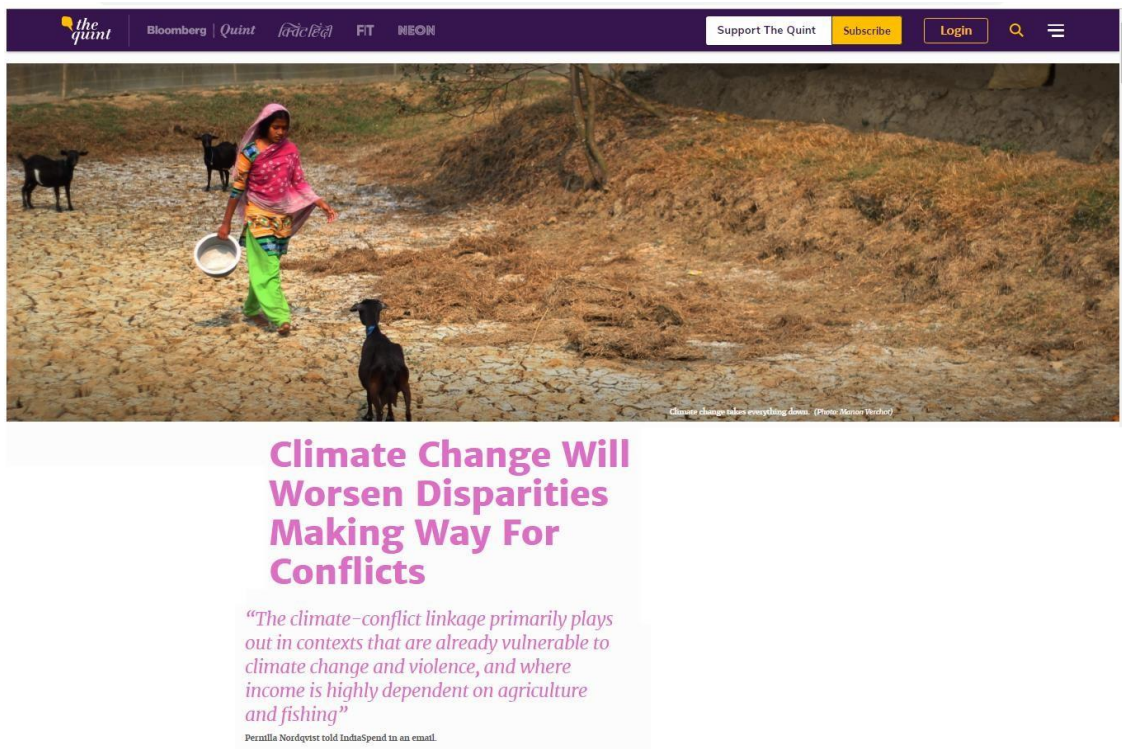 the quint
Bloomberg | Quint
क्विंट हिंदी
FIT
NEON
Support The Quint
Subscribe
Login
Climate change takes everything down. (Photo: Manon Verchot)
Climate Change Will
Worsen Disparities
Making Way For
Conflicts
“The climate-conflict linkage primarily plays
out in contexts that are already vulnerable to
climate change and violence, and where
income is highly dependent on agriculture
and fishing”
Pernilla Nordqvist told IndiaSpend in an email.